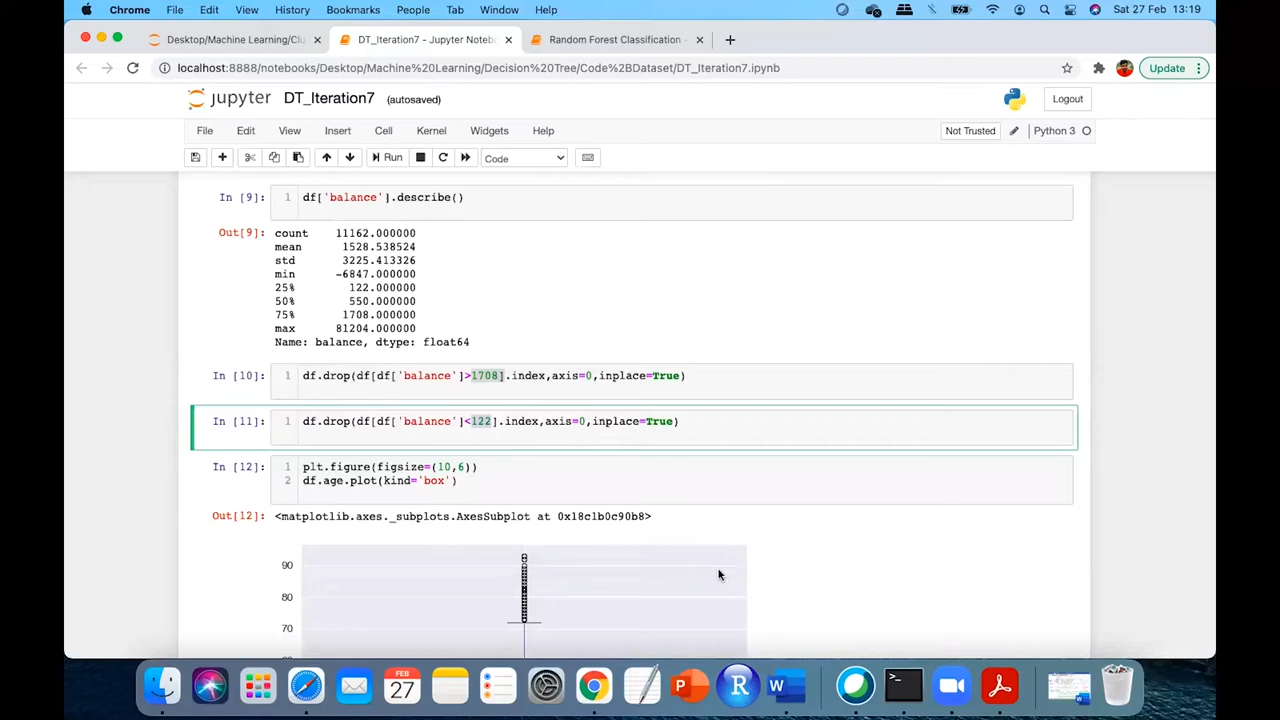 Chrome File Edit View History Bookmarks People Tab Window Help Sat 27 Feb 13:19
Desktop/Machine Learning/Clu DT_Iteration7 - Jupyter Notebo Random Forest Classification -
localhost:8888/notebooks/Desktop/Machine%20Learning/Decision%20Tree/Code%2BDataset/DT_Iteration7.ipynb Update
jupyter DT_Iteration7 (autosaved) Logout
File Edit View Insert Cell Kernel Widgets Help Not Trusted Python 3
Run Code
In [9]: 1 df['balance'].describe()
Out[9]: count 11162.000000
mean 1528.538524
std 3225.413326
min -6847.000000
25% 122.000000
50% 550.000000
75% 1708.000000
max 81204.000000
Name: balance, dtype: float64
In [10]: 1 df.drop(df[df['balance']>1708].index,axis=0,inplace=True)
In [11]: 1 df.drop(df[df['balance']<122].index,axis=0,inplace=True)
In [12]: 1 plt.figure(figsize=(10,6))
2 df.age.plot(kind='box')
Out[12]: <matplotlib.axes._subplots.AxesSubplot at 0x18c1b0c90b8>
90
80
70
FEB
27
P
R
W